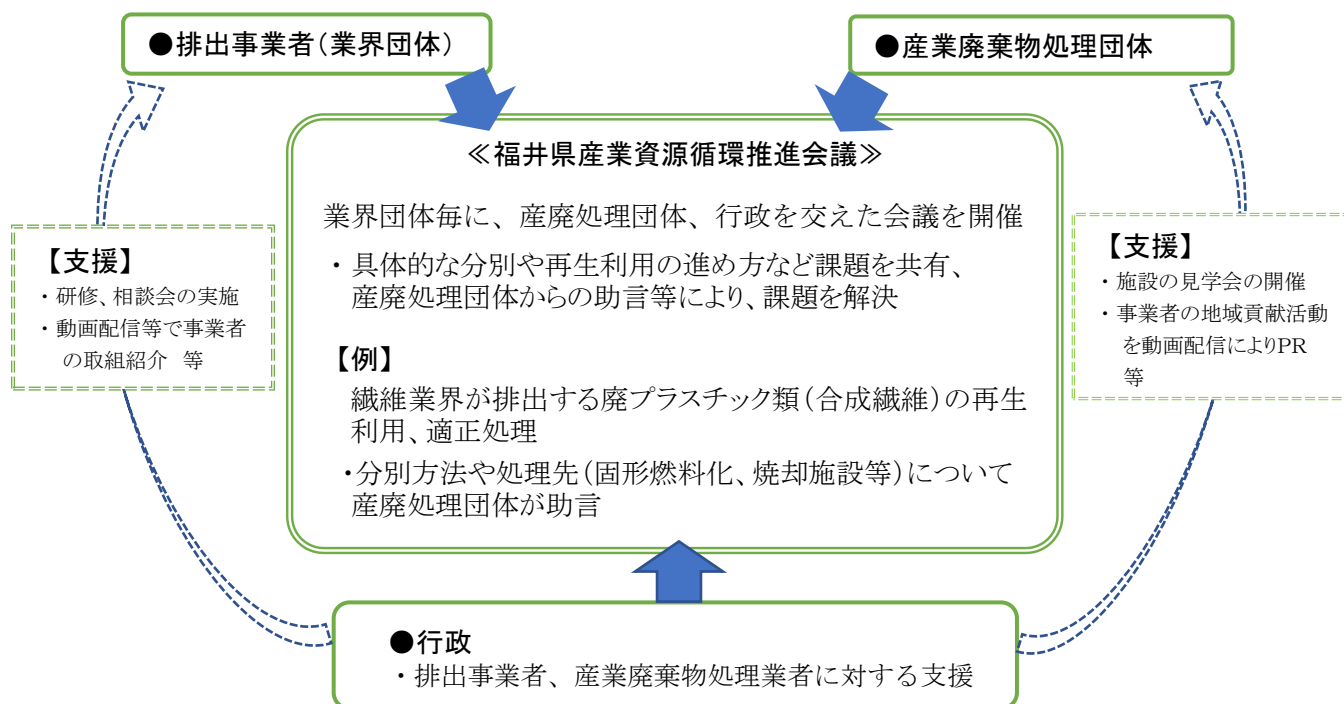 ●排出事業者（業界団体）
●産業廃棄物処理団体
≪福井県産業資源循環推進会議≫
業界団体毎に、産廃処理団体、行政を交えた会議を開催
・具体的な分別や再生利用の進め方など課題を共有、
産廃処理団体からの助言等により、課題を解決
【例】
繊維業界が排出する廃プラスチック類（合成繊維）の再生
利用、適正処理
・分別方法や処理先（固形燃料化、焼却施設等）について
産廃処理団体が助言
【支援】
・研修、相談会の実施
・動画配信等で事業者
の取組紹介　等
【支援】
・施設の見学会の開催
・事業者の地域貢献活動
を動画配信によりPR
等
●行政
・排出事業者、産業廃棄物処理業者に対する支援